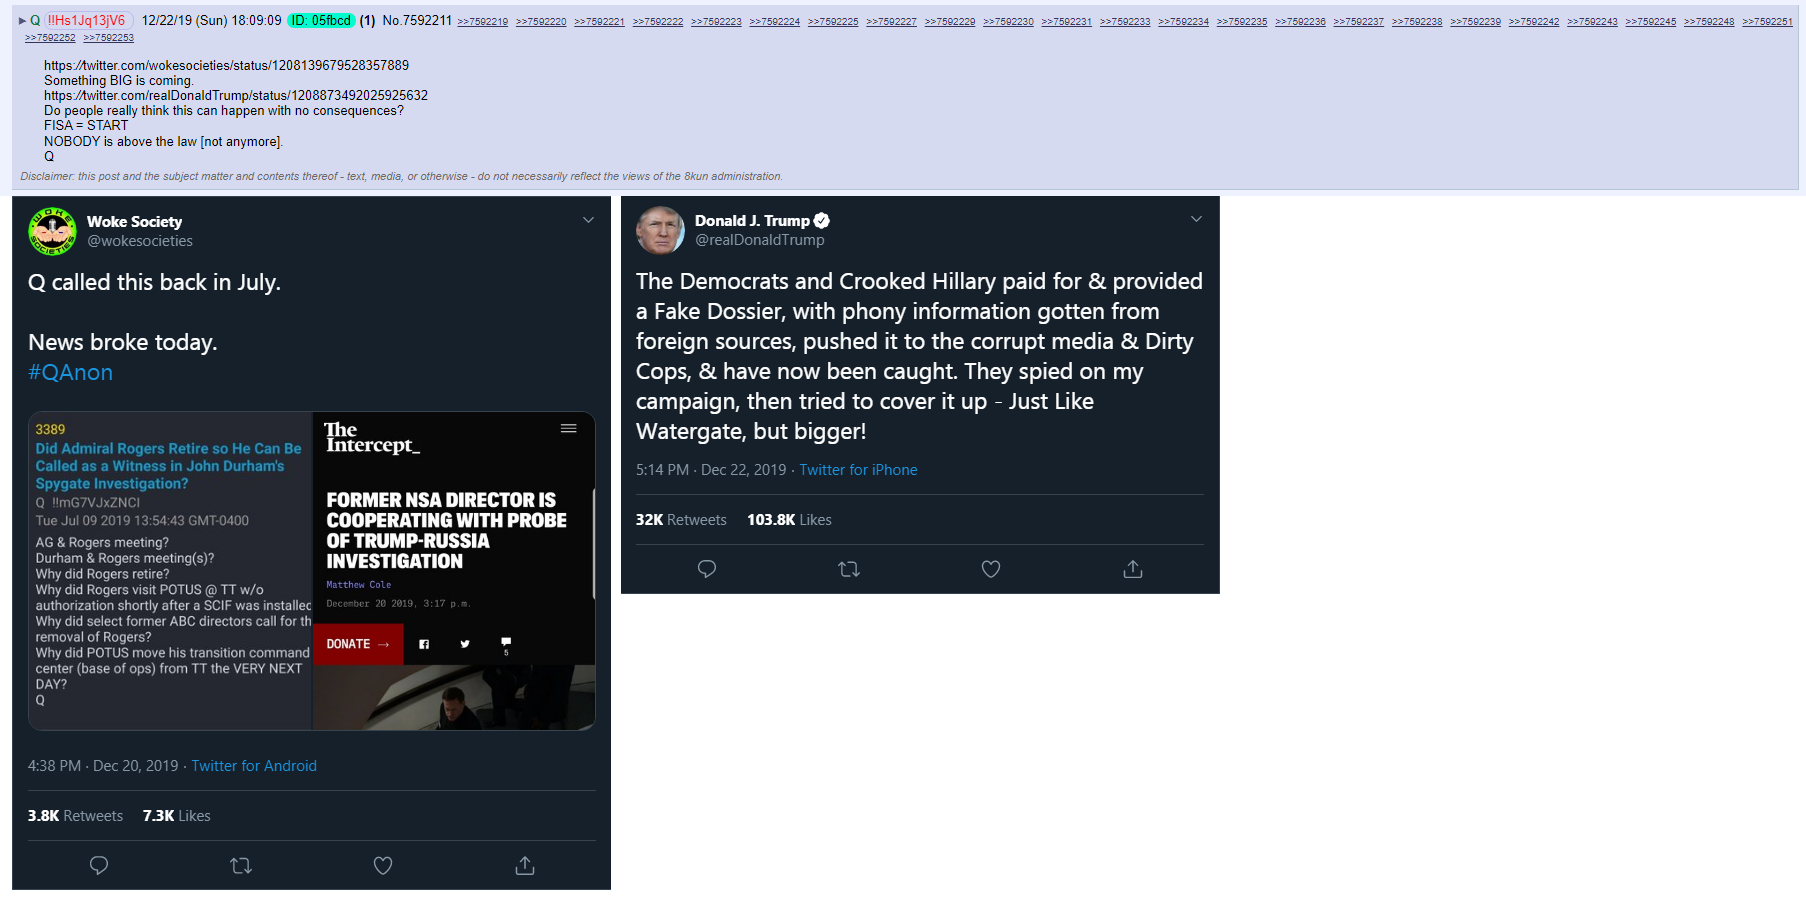 ▶ Q !!Hs1Jq13jV6 12/22/19 (Sun) 18:09:09 ID: 05fbcd (1) No.7592211 >>7592219 >>7592220 >>7592221 >>7592222 >>7592223 >>7592224 >>7592225 >>7592227 >>7592229 >>7592230 >>7592231 >>7592233 >>7592234 >>7592235 >>7592236 >>7592237 >>7592238 >>7592239 >>7592242 >>7592243 >>7592245 >>7592248 >>7592251
>>7592252 >>7592253
https://twitter.com/wokesocieties/status/1208139679528357889
Something BIG is coming.
https://twitter.com/realDonaldTrump/status/1208873492025925632
Do people really think this can happen with no consequences?
FISA = START
NOBODY is above the law [not anymore].
Q
Disclaimer: this post and the subject matter and contents thereof - text, media, or otherwise - do not necessarily reflect the views of the 8kun administration.
WOKE
SOCIETIES
Woke Society
@wokesocieties
Q called this back in July.
News broke today.
#QAnon
3389
Did Admiral Rogers Retire so He Can Be
Called as a Witness in John Durham's
Spygate Investigation?
Q !!mG7VJxZNCI
Tue Jul 09 2019 13:54:43 GMT-0400
AG & Rogers meeting?
Durham & Rogers meeting(s)?
Why did Rogers retire?
Why did Rogers visit POTUS @ TT w/o
authorization shortly after a SCIF was installed
Why did select former ABC directors call for th
removal of Rogers?
Why did POTUS move his transition command
center (base of ops) from TT the VERY NEXT
DAY?
Q
The
Intercept_
FORMER NSA DIRECTOR IS
COOPERATING WITH PROBE
OF TRUMP-RUSSIA
INVESTIGATION
Matthew Cole
December 20 2019, 3:17 p.m.
DONATE →
5
4:38 PM · Dec 20, 2019 · Twitter for Android
3.8K Retweets 7.3K Likes
Donald J. Trump
@realDonaldTrump
The Democrats and Crooked Hillary paid for & provided
a Fake Dossier, with phony information gotten from
foreign sources, pushed it to the corrupt media & Dirty
Cops, & have now been caught. They spied on my
campaign, then tried to cover it up - Just Like
Watergate, but bigger!
5:14 PM · Dec 22, 2019 · Twitter for iPhone
32K Retweets 103.8K Likes